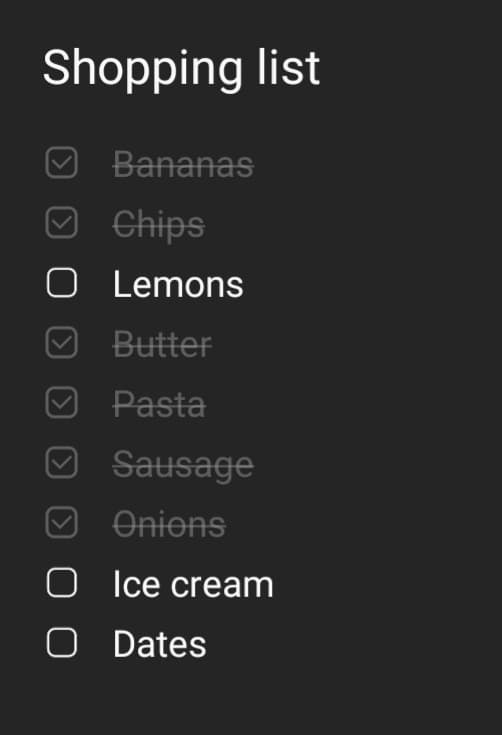 Shopping list
Bananas
Chips
Lemons
Butter
Pasta
Sausage
Onions
Ice cream
Dates